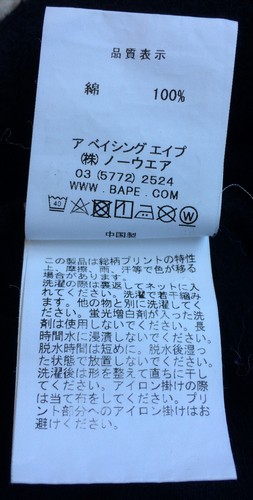 品質表示
綿 100%
ア ベイシング エイプ
(株) ノーウエア
03 (5772) 2524
WWW.BAPE.COM
40
W
中国製
この製品は総柄プリントの特性
上、摩擦、雨、汗等で色が移る
場合があります。
洗濯の際は裏返してネットに入
れてください。洗濯で若干縮み
ます。他の物と別に洗濯してく
ださい。蛍光増白剤が入った洗
剤は使用しないでください。長
時間水に浸漬しないでください。
脱水時間は短めに。脱水後湿っ
た状態で放置しないでください。
洗濯後は形を整えて直ちに干し
てください。アイロン掛けの際
は当て布をしてください。プリ
ント部分へのアイロン掛けはお
避けください。